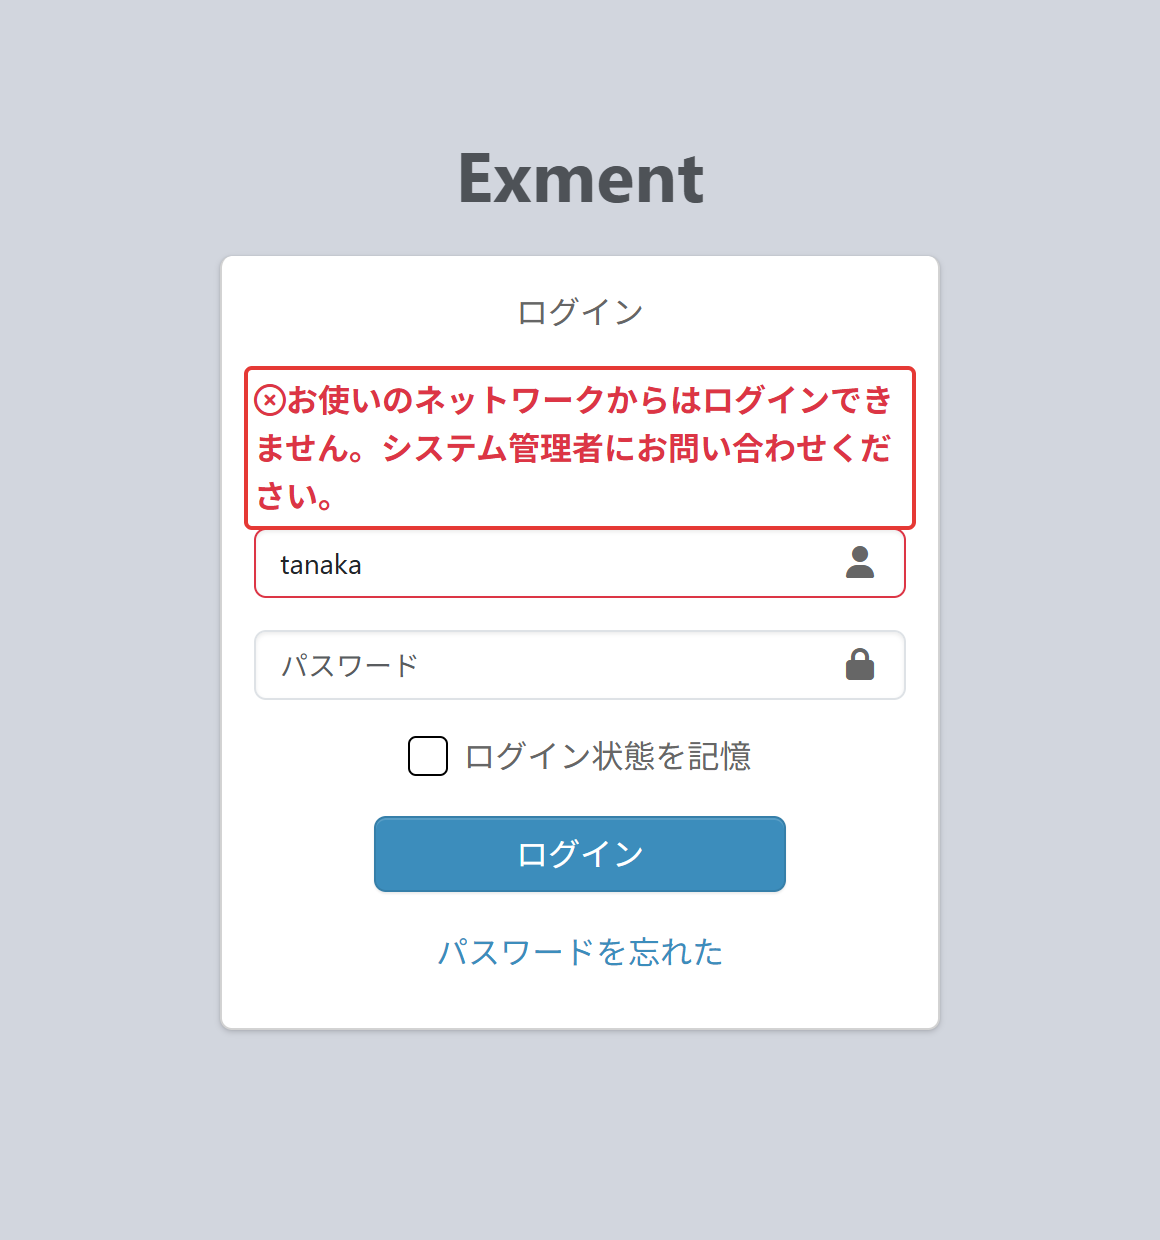 Exment
ログイン
お使いのネットワークからはログインでき
ません。システム管理者にお問い合わせくだ
さい。
tanaka
パスワード
ログイン状態を記憶
ログイン
パスワードを忘れた